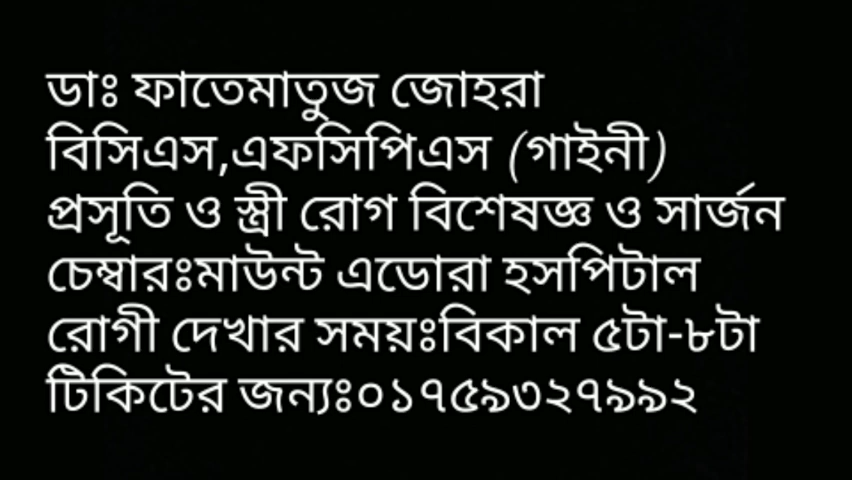 ডাঃ ফাতেমাতুজ জোহরা
বিসিএস,এফসিপিএস (গাইনী)
প্রসূতি ও স্ত্রী রোগ বিশেষজ্ঞ ও সার্জন
চেম্বারঃমাউন্ট এডোরা হসপিটাল
রোগী দেখার সময়ঃবিকাল ৫টা-৮টা
টিকিটের জন্যঃ০১৭৫৯৩২৭৯৯২